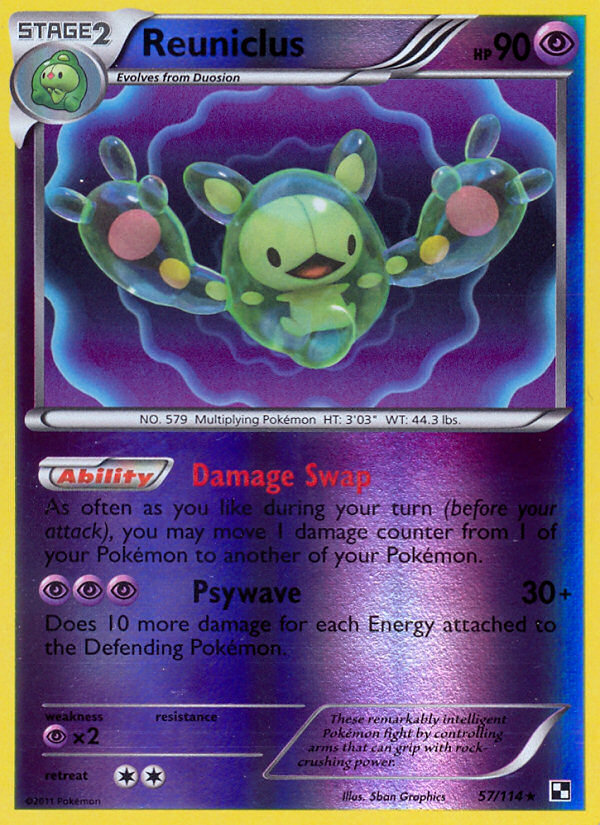 STAGE2
Reuniclus
HP 90
Evolves from Duosion
NO. 579 Multiplying Pokémon HT: 3'03" WT: 44.3 lbs.
Ability Damage Swap
As often as you like during your turn (before your
attack), you may move 1 damage counter from 1 of
your Pokémon to another of your Pokémon.
Psywave 30+
Does 10 more damage for each Energy attached to
the Defending Pokémon.
weakness resistance
×2
These remarkably intelligent
Pokémon fight by controlling
arms that can grip with rock-
crushing power.
retreat
©2011 Pokémon
Illus. Sban Graphics 57/114★